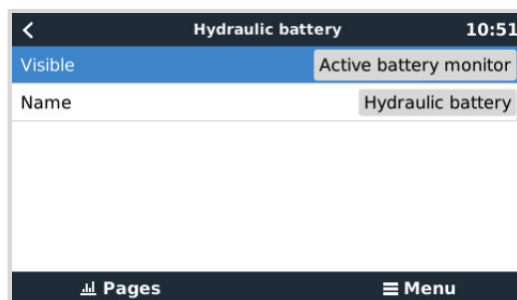 Hydraulic battery 10:51
Visible Active battery monitor
Name Hydraulic battery
Pages Menu